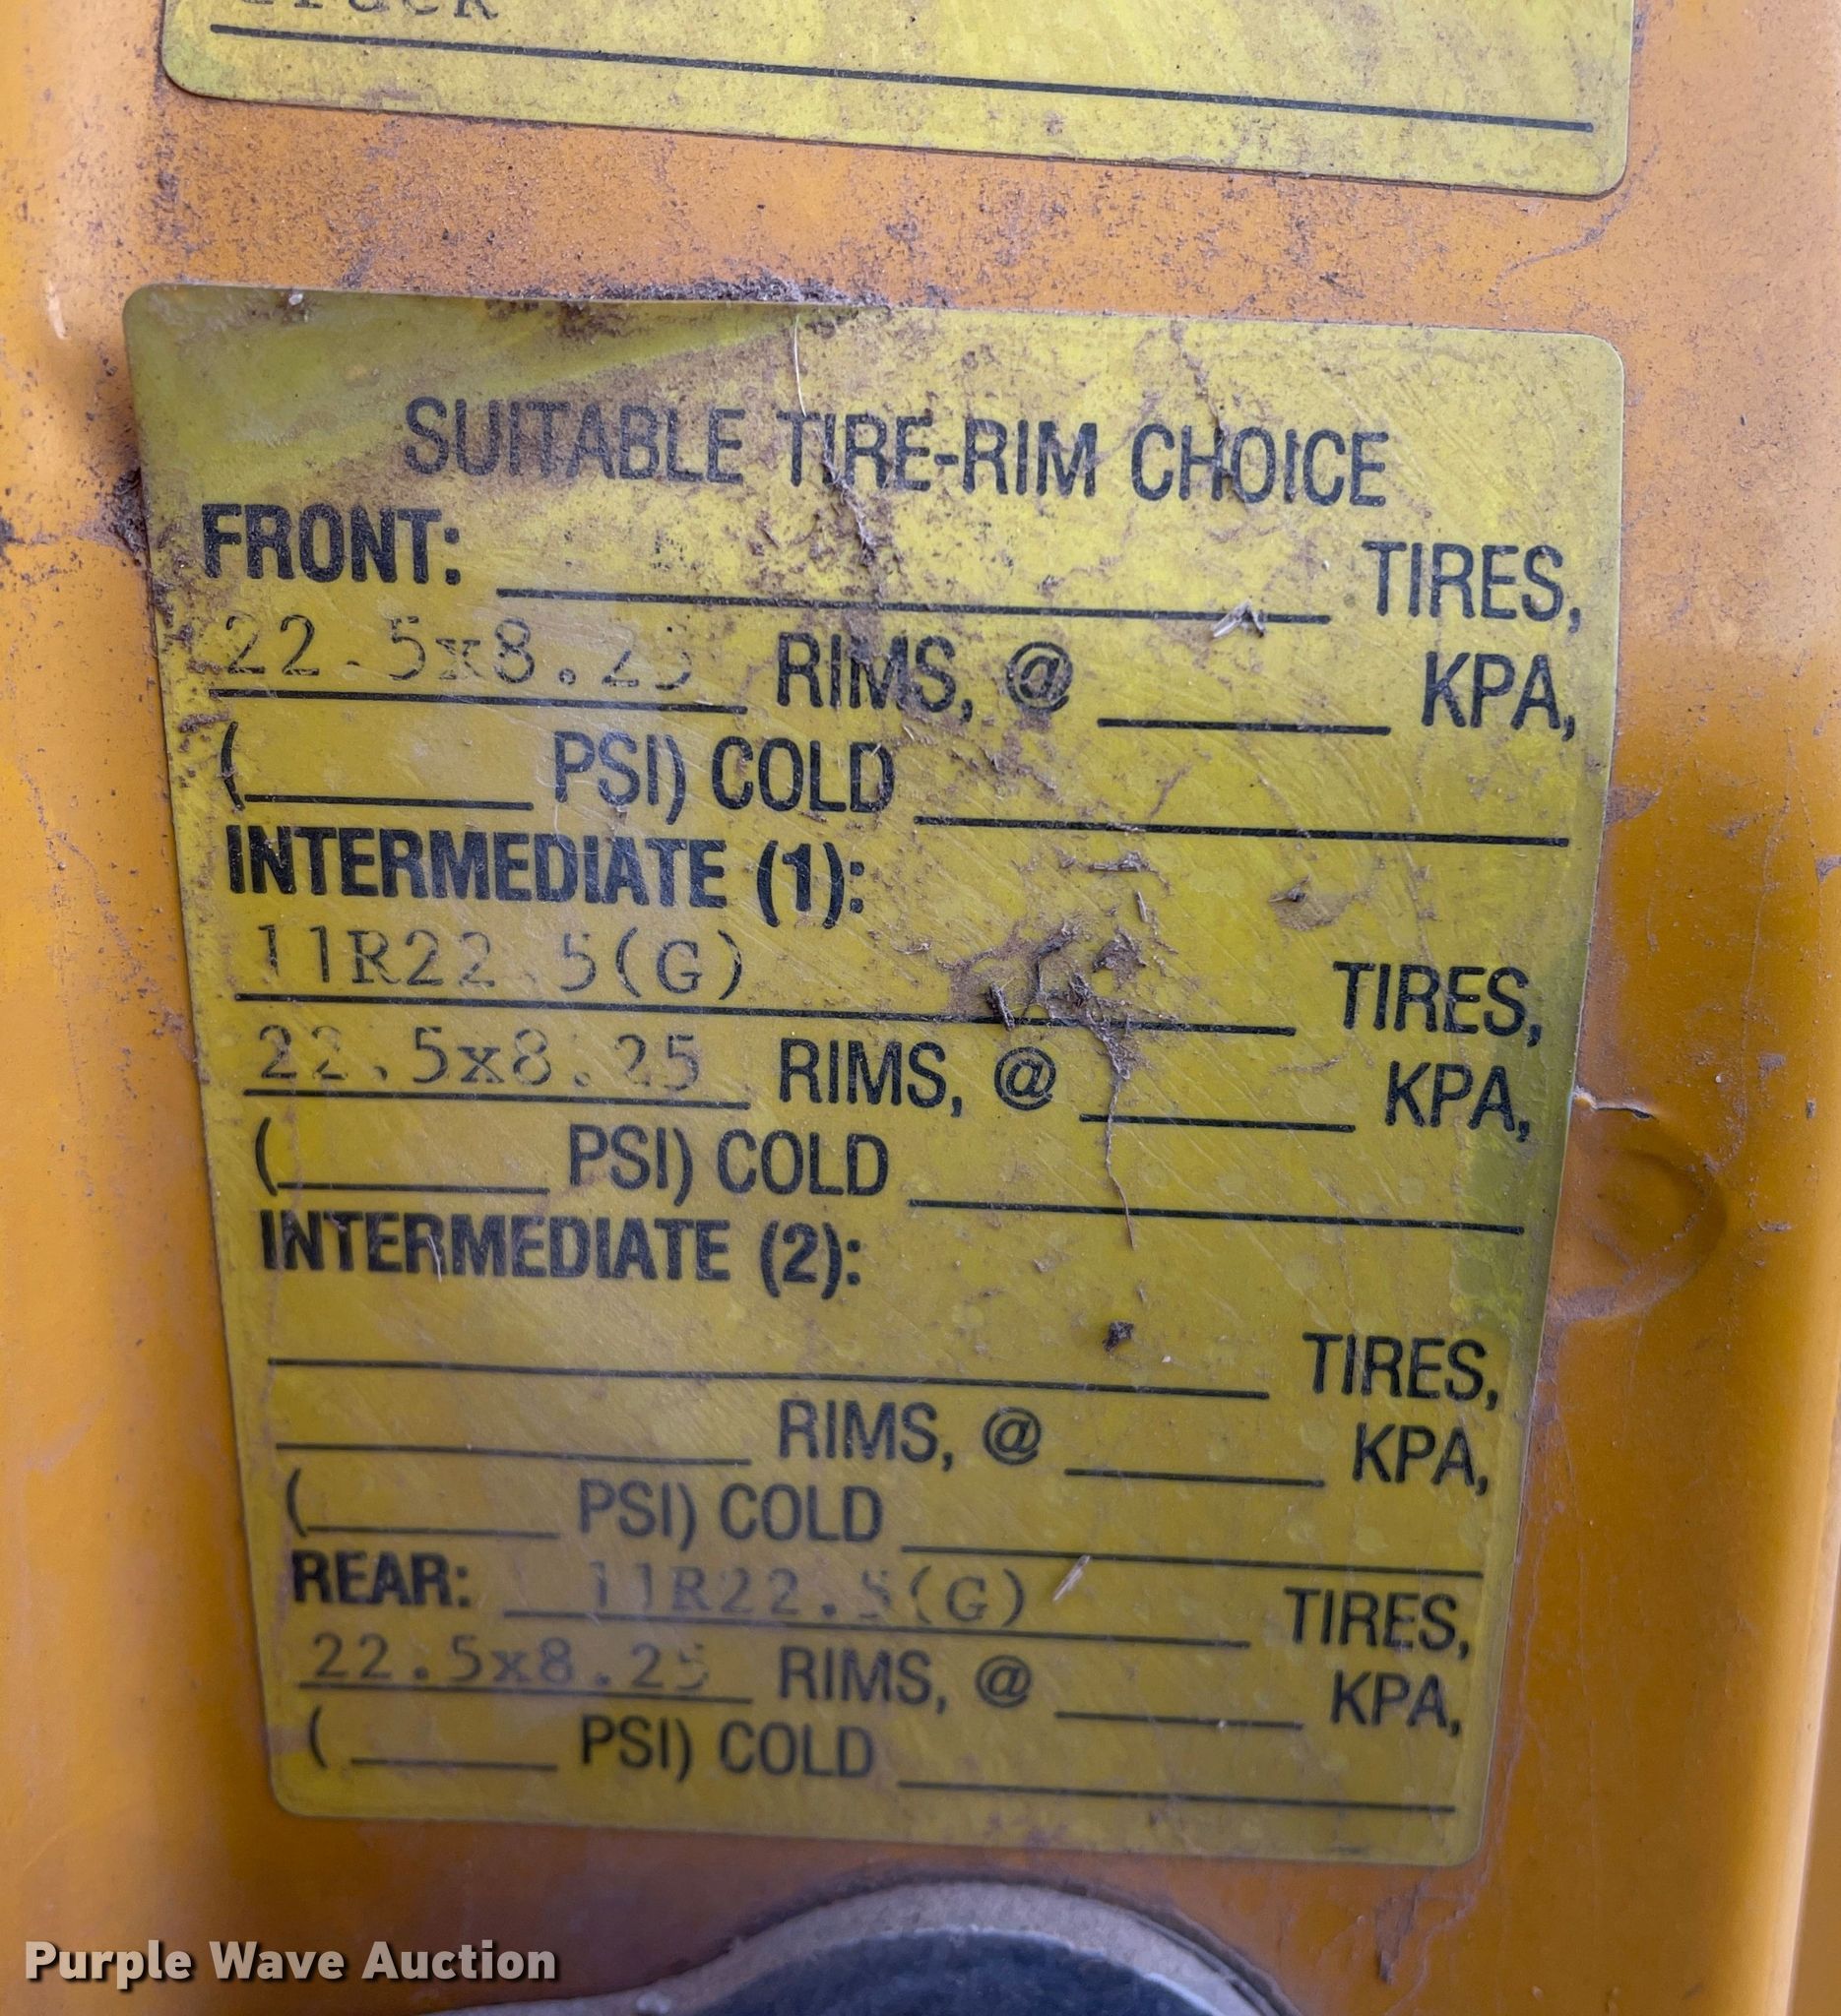 Truck
SUITABLE TIRE-RIM CHOICE
FRONT: TIRES,
22.5x8.25 RIMS, @ KPA,
( PSI) COLD
INTERMEDIATE (1):
11R22.5(G) TIRES,
22.5x8.25 RIMS, @ KPA,
( PSI) COLD
INTERMEDIATE (2):
TIRES,
RIMS, @ KPA,
( PSI) COLD
REAR: 11R22.5(G) TIRES,
22.5x8.25 RIMS, @ KPA,
( PSI) COLD
Purple Wave Auction